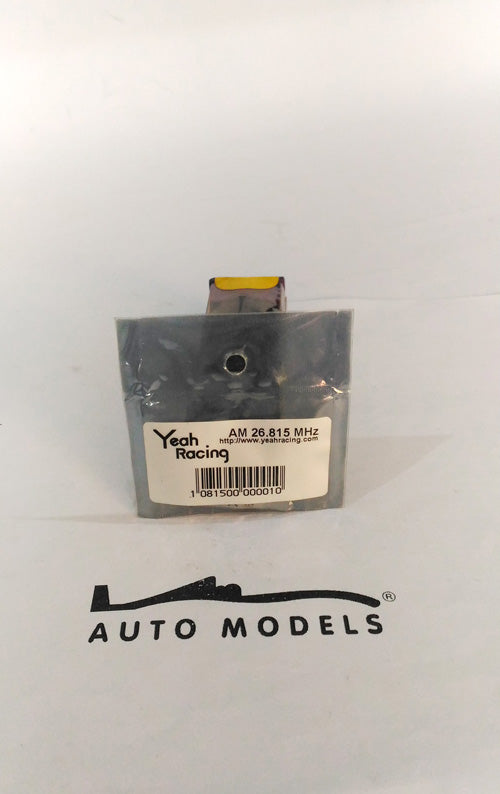 Yeah Racing
AM 26.815 MHz
http://www.yeahracing.com
1 081500 000010
AUTO MODELS ®